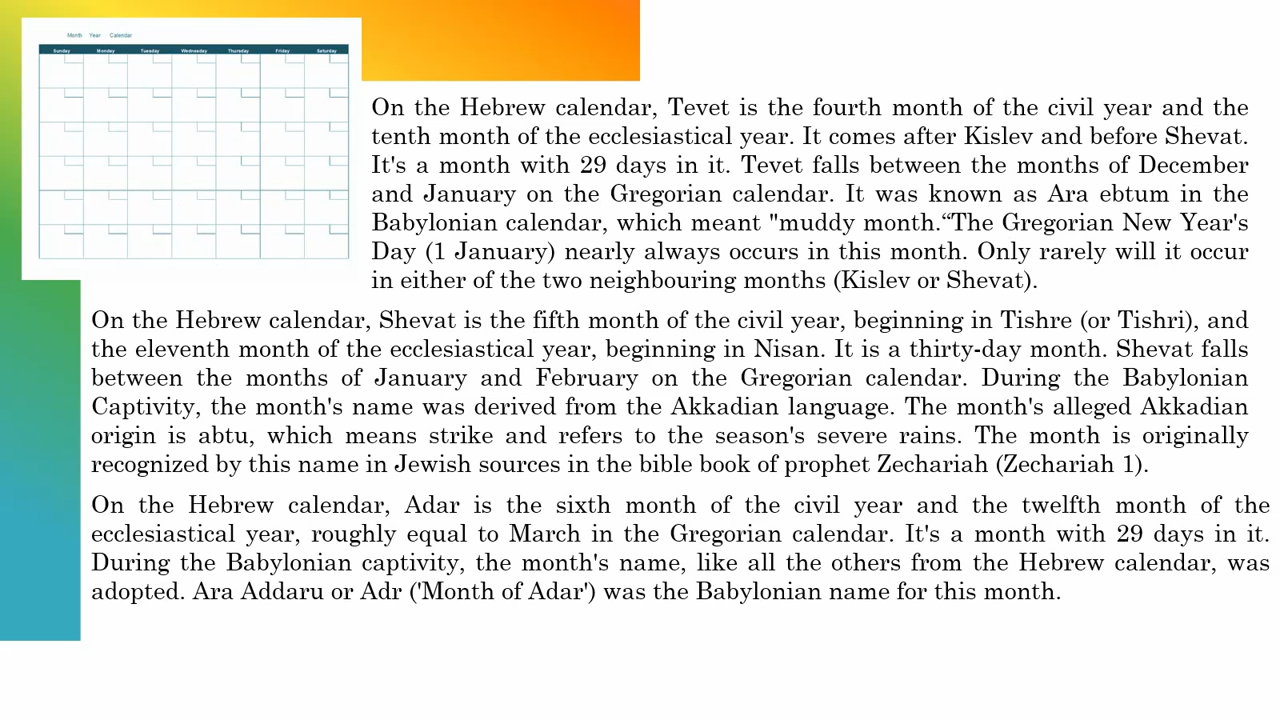 Month Year Calendar
Sunday Monday Tuesday Wednesday Thursday Friday Saturday
On the Hebrew calendar, Tevet is the fourth month of the civil year and the
tenth month of the ecclesiastical year. It comes after Kislev and before Shevat.
It's a month with 29 days in it. Tevet falls between the months of December
and January on the Gregorian calendar. It was known as Ara ebtum in the
Babylonian calendar, which meant "muddy month.“The Gregorian New Year's
Day (1 January) nearly always occurs in this month. Only rarely will it occur
in either of the two neighbouring months (Kislev or Shevat).
On the Hebrew calendar, Shevat is the fifth month of the civil year, beginning in Tishre (or Tishri), and
the eleventh month of the ecclesiastical year, beginning in Nisan. It is a thirty-day month. Shevat falls
between the months of January and February on the Gregorian calendar. During the Babylonian
Captivity, the month's name was derived from the Akkadian language. The month's alleged Akkadian
origin is abtu, which means strike and refers to the season's severe rains. The month is originally
recognized by this name in Jewish sources in the bible book of prophet Zechariah (Zechariah 1).
On the Hebrew calendar, Adar is the sixth month of the civil year and the twelfth month of the
ecclesiastical year, roughly equal to March in the Gregorian calendar. It's a month with 29 days in it.
During the Babylonian captivity, the month's name, like all the others from the Hebrew calendar, was
adopted. Ara Addaru or Adr ('Month of Adar') was the Babylonian name for this month.